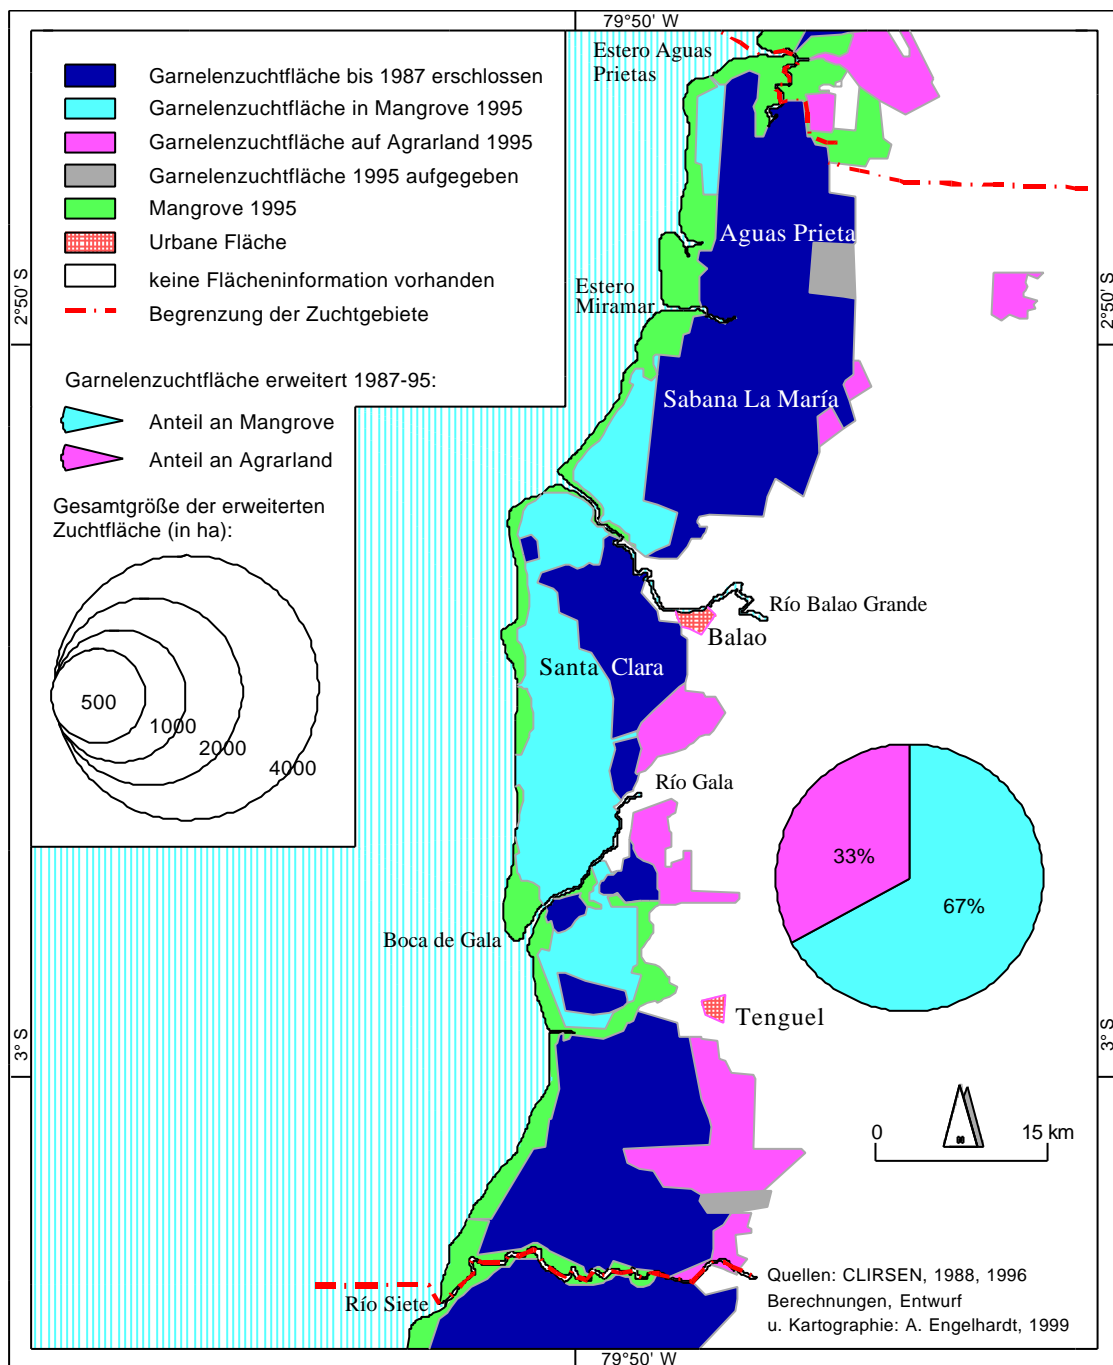 79°50' W
Garnelenzuchtfläche bis 1987 erschlossen
Garnelenzuchtfläche in Mangrove 1995
Garnelenzuchtfläche auf Agrarland 1995
Garnelenzuchtfläche 1995 aufgegeben
Mangrove 1995
Urbane Fläche
keine Flächeninformation vorhanden
Begrenzung der Zuchtgebiete
Garnelenzuchtfläche erweitert 1987-95:
Anteil an Mangrove
Anteil an Agrarland
Gesamtgröße der erweiterten
Zuchtfläche (in ha):
500
1000
2000
4000
Estero Aguas
Prietas
Aguas Prieta
2°50' S
2°50' S
Estero
Miramar
Sabana La María
Río Balao Grande
Balao
Santa Clara
Río Gala
33%
67%
Boca de Gala
Tenguel
3° S
3° S
0
15 km
Río Siete
Quellen: CLIRSEN, 1988, 1996
Berechnungen, Entwurf
u. Kartographie: A. Engelhardt, 1999
79°50' W